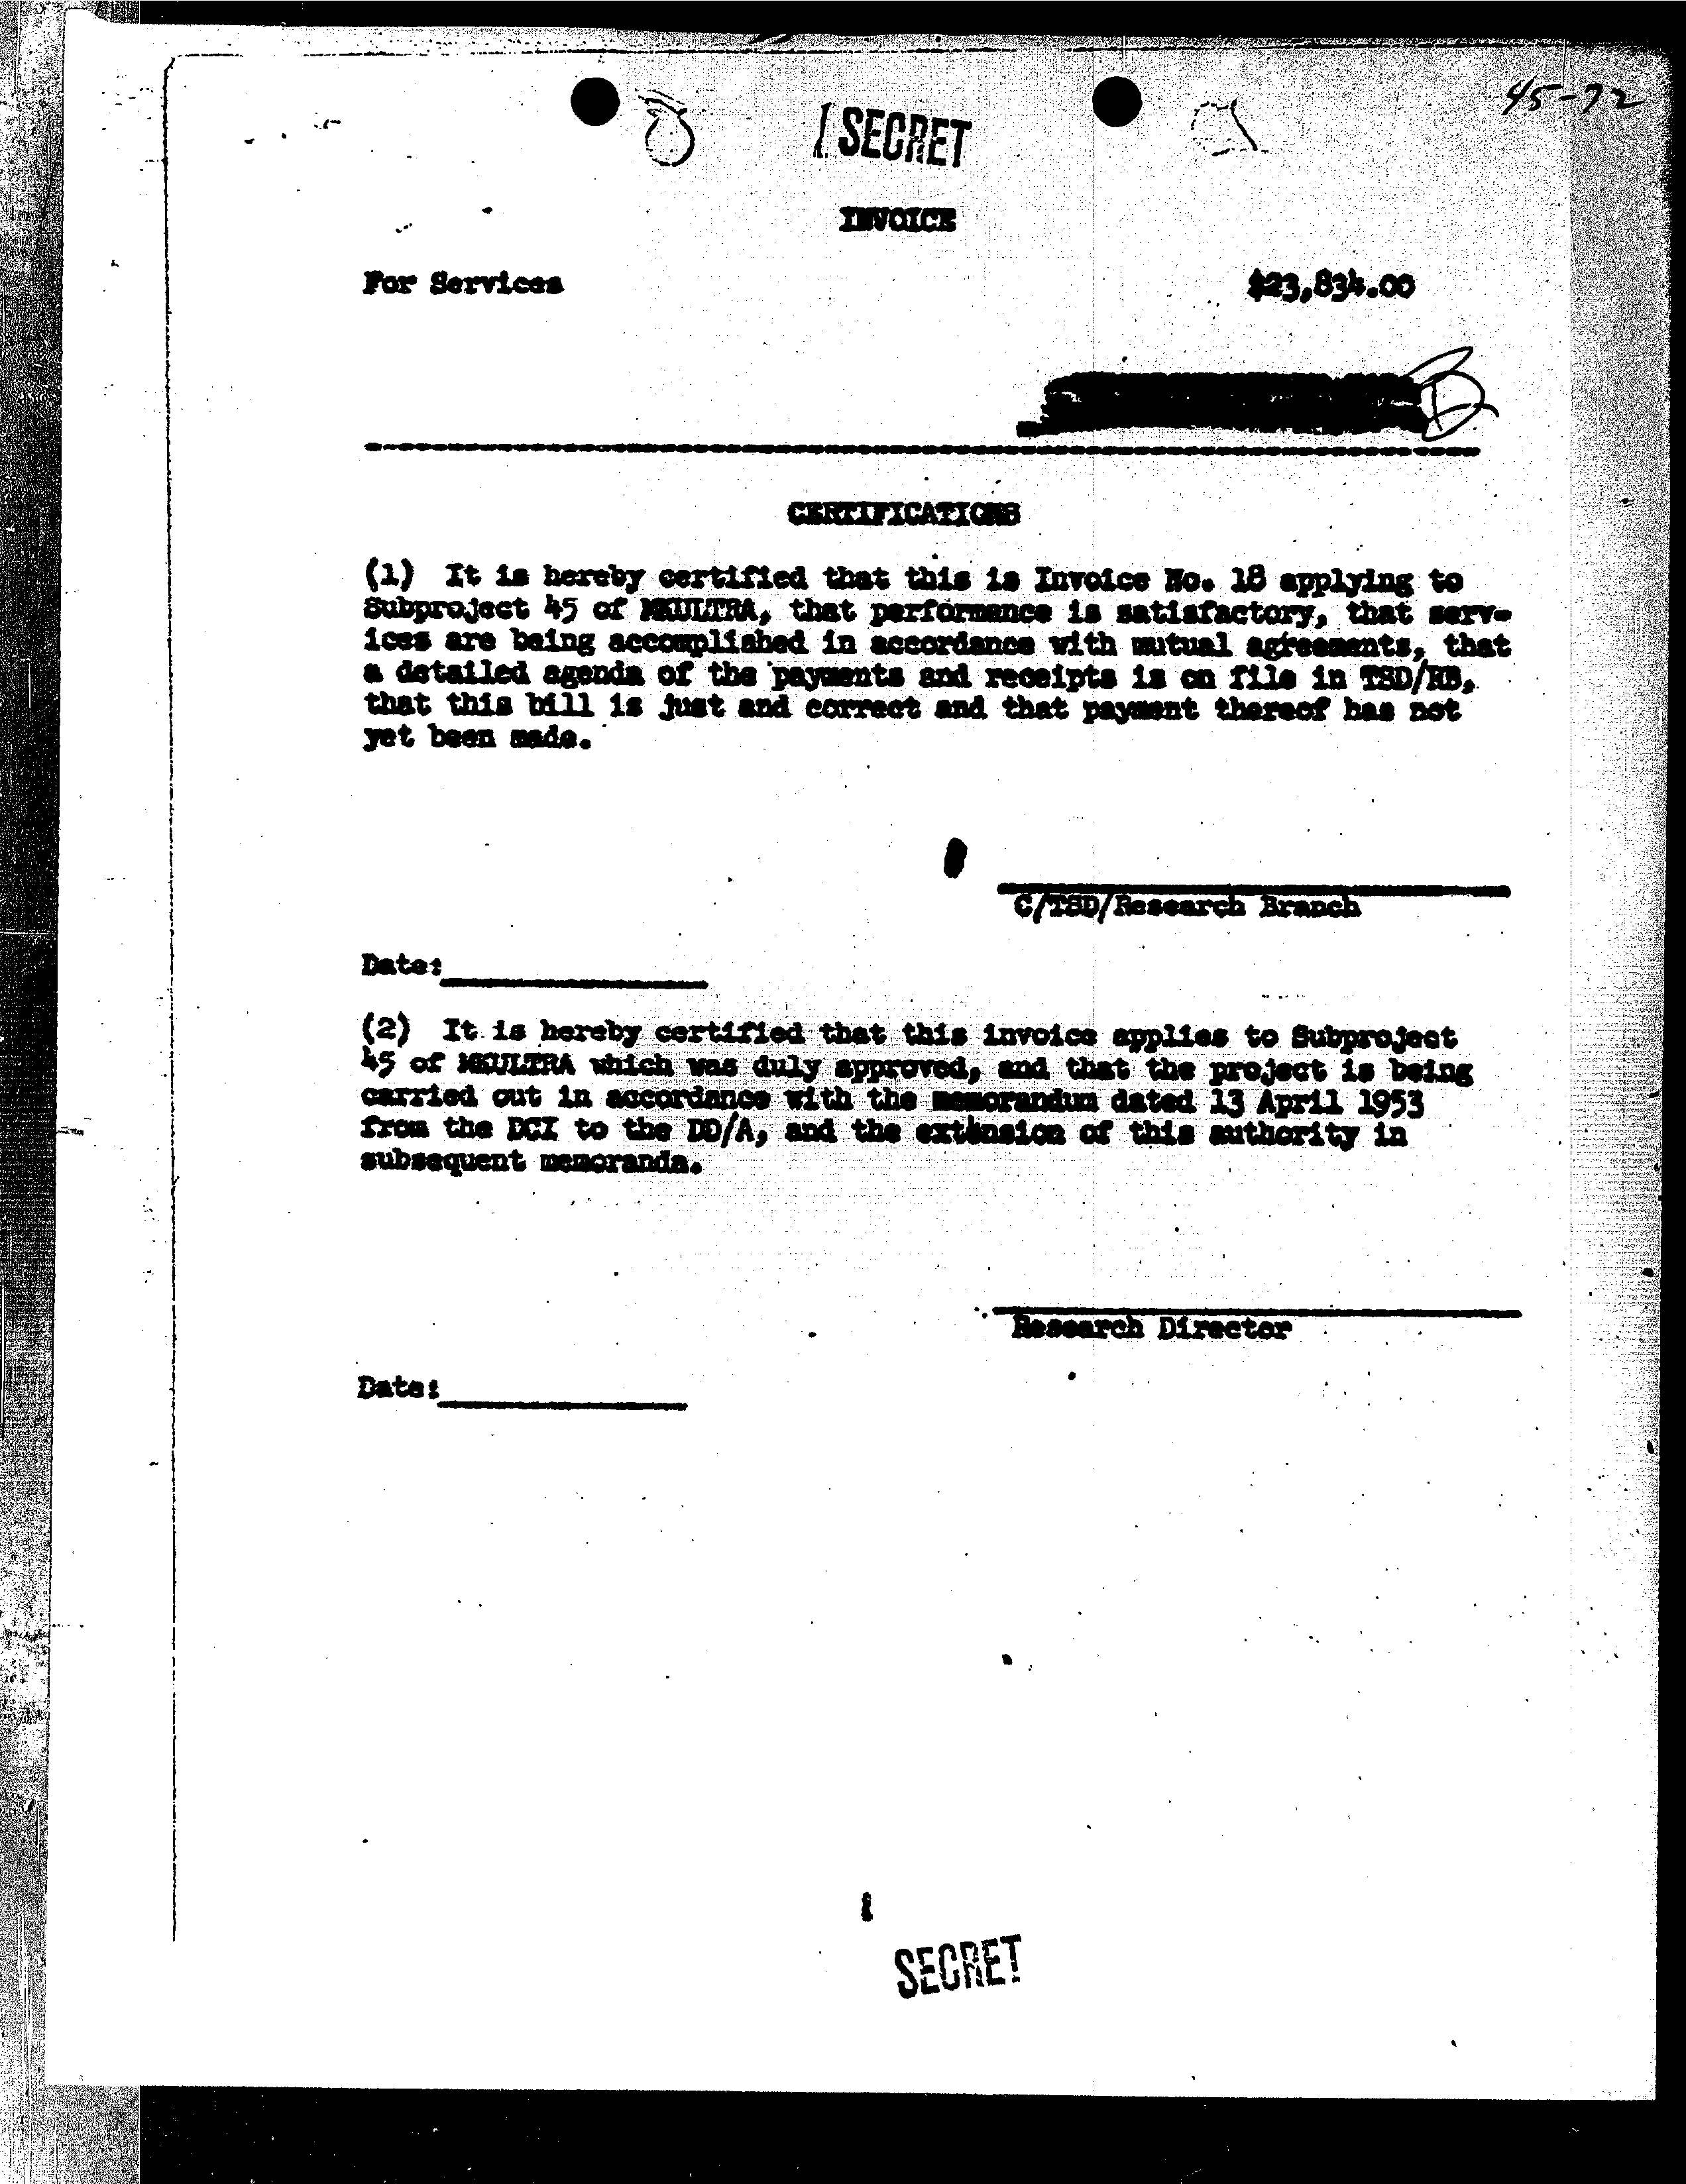 45-72
SECRET
INVOICE
For Services $23,834.00
B
CERTIFICATIONS
(1) It is hereby certified that this is Invoice No. 18 applying to
Subproject 45 of MKULTRA, that performance is satisfactory, that serv-
ices are being accomplished in accordance with mutual agreements, that
a detailed agenda of the payments and receipts is on file in TSD/RB,
that this bill is just and correct and that payment thereof has not
yet been made.
C/TSD/Research Branch
Date:
(2) It is hereby certified that this invoice applies to Subproject
45 of MKULTRA which was duly approved, and that the project is being
carried out in accordance with the memorandum dated 13 April 1953
from the DCI to the DD/A, and the extension of this authority in
subsequent memoranda.
Research Director
Date:
1
SECRET